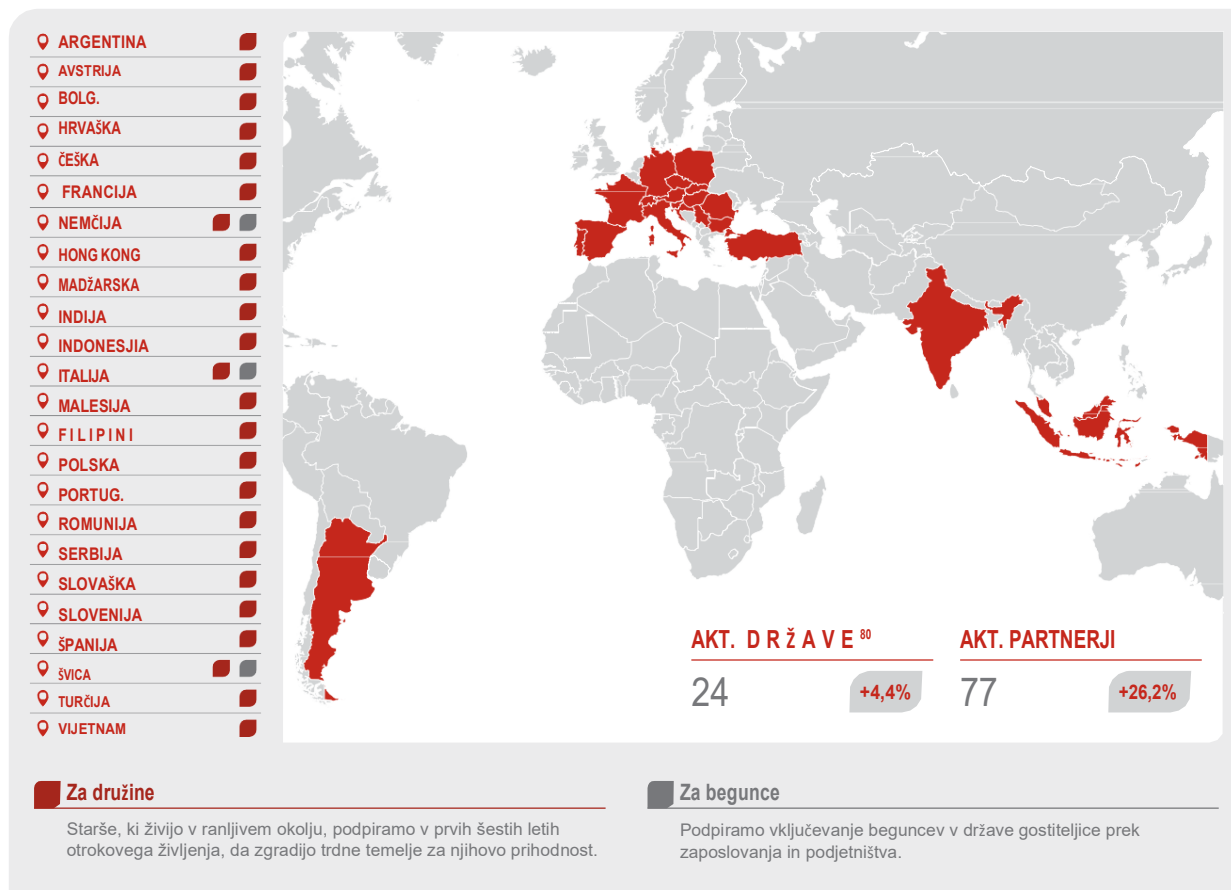 ARGENTINA
AVSTRIJA
BOLG.
HRVAŠKA
ČEŠKA
FRANCIJA
NEMČIJA
HONG KONG
MADŽARSKA
INDIJA
INDONESJIA
ITALIJA
MALESIJA
FILIPINI
POLSKA
PORTUG.
ROMUNIJA
SERBIJA
SLOVAŠKA
SLOVENIJA
ŠPANIJA
ŠVICA
TURČIJA
VIJETNAM
AKT. DRŽAVE 80
24 +4,4%
AKT. PARTNERJI
77 +26,2%
Za družine
Starše, ki živijo v ranljivem okolju, podpiramo v prvih šestih letih
otrokovega življenja, da zgradijo trdne temelje za njihovo prihodnost.
Za begunce
Podpiramo vključevanje beguncev v države gostiteljice prek
zaposlovanja in podjetništva.